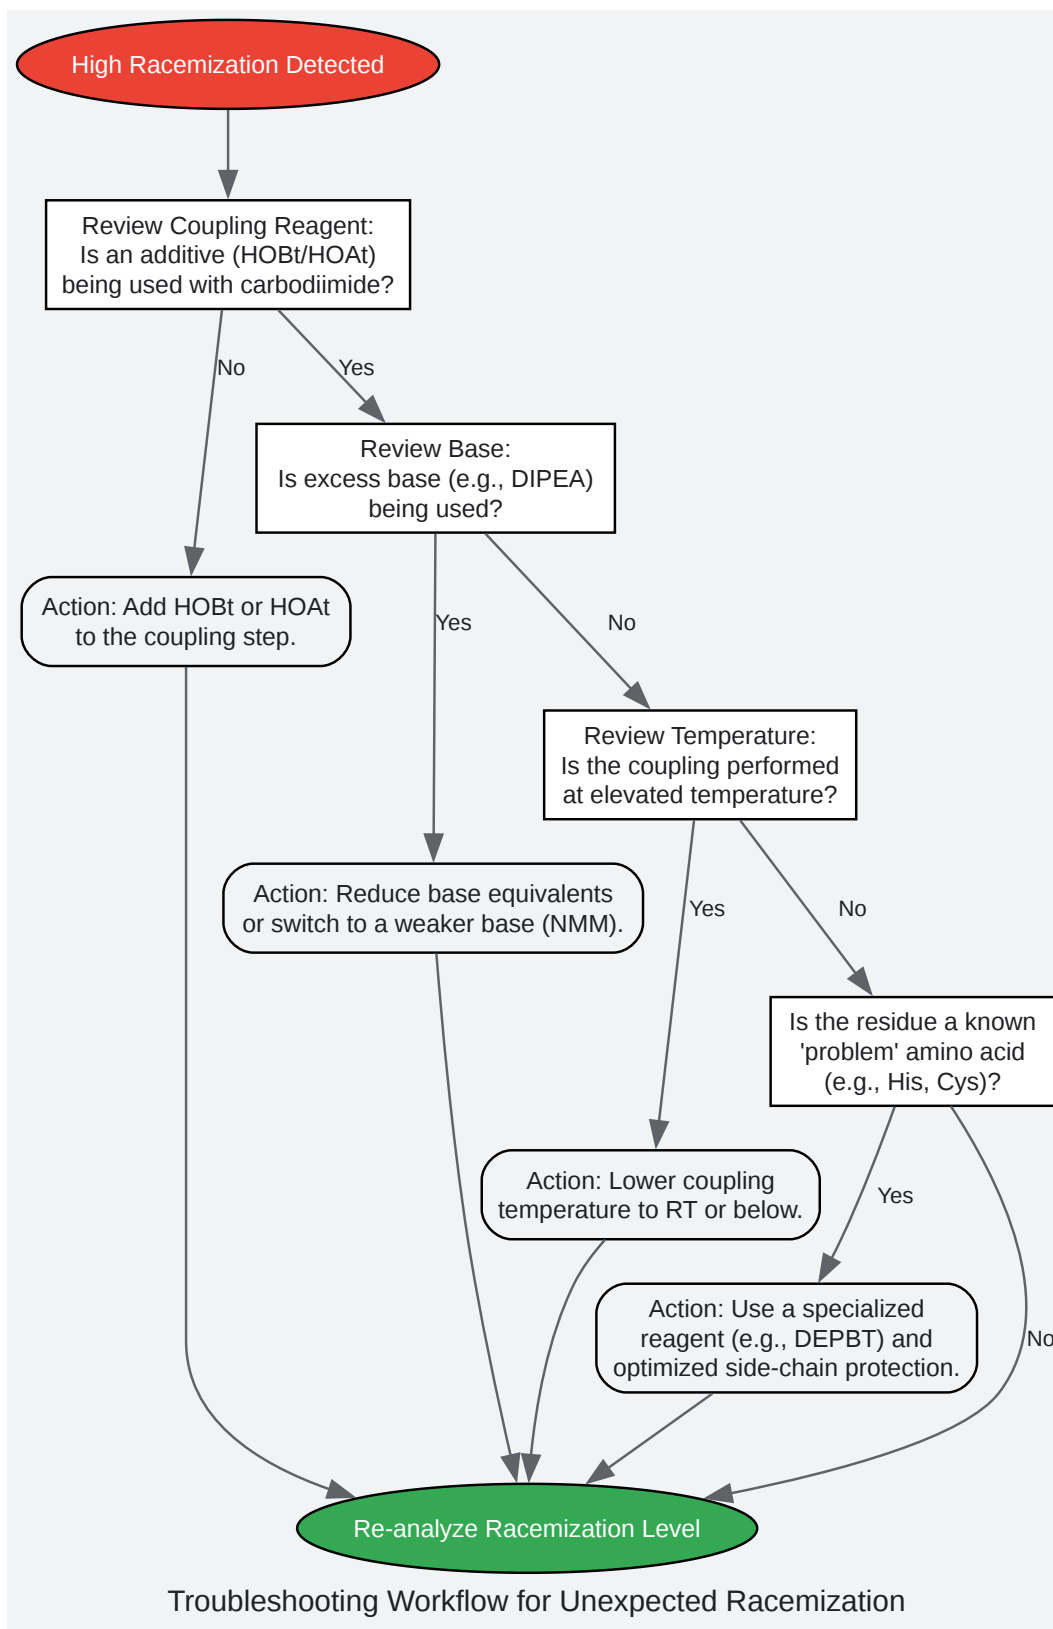 High Racemization Detected
Review Coupling Reagent:
Is an additive (HOBt/HOAt)
being used with carbodiimide?
No
Yes
Review Base:
Is excess base (e.g., DIPEA)
being used?
Action: Add HOBt or HOAt
to the coupling step.
Yes
No
Review Temperature:
Is the coupling performed
at elevated temperature?
Action: Reduce base equivalents
or switch to a weaker base (NMM).
Yes
No
Is the residue a known
'problem' amino acid
(e.g., His, Cys)?
Action: Lower coupling
temperature to RT or below.
Yes
Action: Use a specialized
reagent (e.g., DEPBT) and
optimized side-chain protection.
No
Re-analyze Racemization Level
Troubleshooting Workflow for Unexpected Racemization